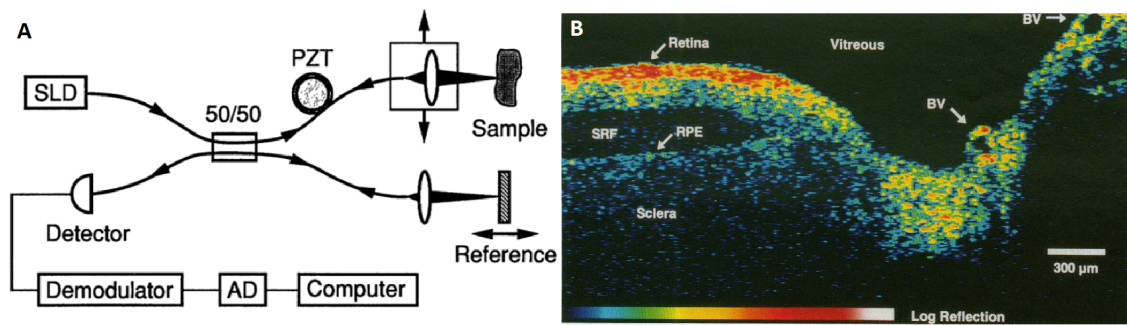 A
SLD
50/50
PZT
Sample
Detector
Reference
Demodulator
AD
Computer
B
BV
Retina
Vitreous
BV
SRF
RPE
Sclera
300 µm
Log Reflection